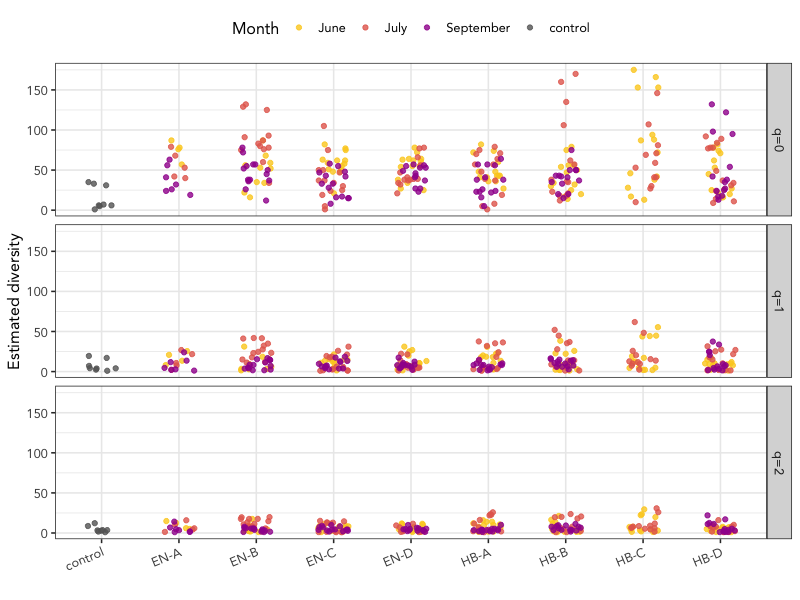 Month June July September control
150
100
50
0
q=0
150
100
50
0
q=1
150
100
50
0
q=2
Estimated diversity
control EN-A EN-B EN-C EN-D HB-A HB-B HB-C HB-D